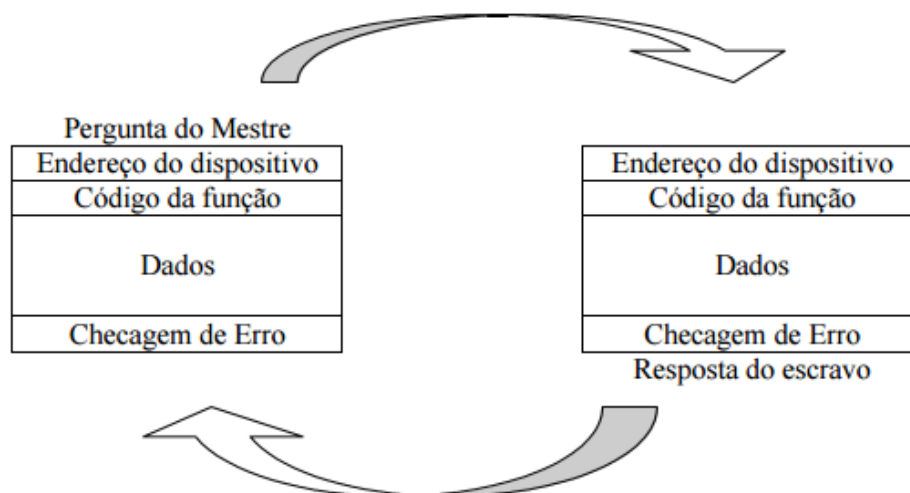 Pergunta do Mestre
Endereço do dispositivo
Código da função
Dados
Checagem de Erro
Endereço do dispositivo
Código da função
Dados
Checagem de Erro
Resposta do escravo